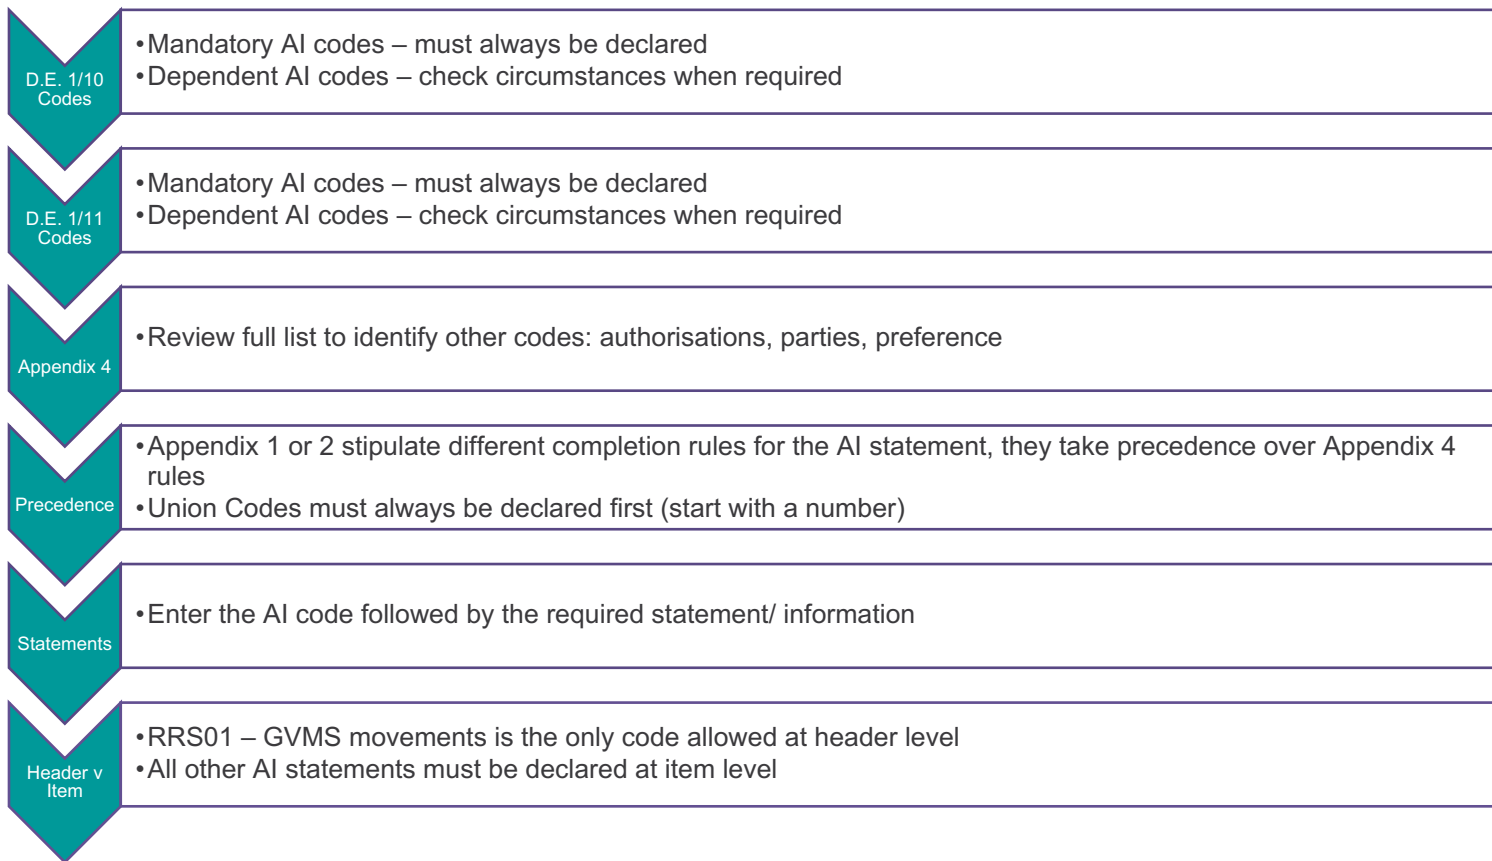 D.E. 1/10
Codes
•Mandatory AI codes – must always be declared
•Dependent AI codes – check circumstances when required
D.E. 1/11
Codes
•Mandatory AI codes – must always be declared
•Dependent AI codes – check circumstances when required
Appendix 4
•Review full list to identify other codes: authorisations, parties, preference
Precedence
•Appendix 1 or 2 stipulate different completion rules for the AI statement, they take precedence over Appendix 4
rules
•Union Codes must always be declared first (start with a number)
Statements
•Enter the AI code followed by the required statement/ information
Header v
Item
•RRS01 – GVMS movements is the only code allowed at header level
•All other AI statements must be declared at item level